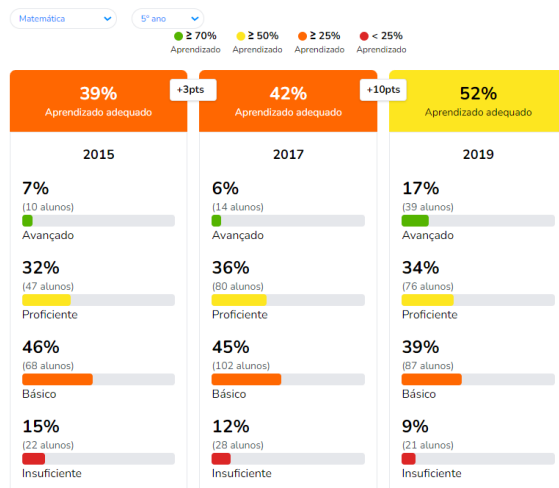 Matemática
5º ano
≥ 70%
Aprendizado
≥ 50%
Aprendizado
≥ 25%
Aprendizado
< 25%
Aprendizado
39%
Aprendizado adequado
+3pts
42%
Aprendizado adequado
+10pts
52%
Aprendizado adequado
2015
7%
(10 alunos)
Avançado
32%
(47 alunos)
Proficiente
46%
(68 alunos)
Básico
15%
(22 alunos)
Insuficiente
2017
6%
(14 alunos)
Avançado
36%
(80 alunos)
Proficiente
45%
(102 alunos)
Básico
12%
(28 alunos)
Insuficiente
2019
17%
(39 alunos)
Avançado
34%
(76 alunos)
Proficiente
39%
(87 alunos)
Básico
9%
(21 alunos)
Insuficiente